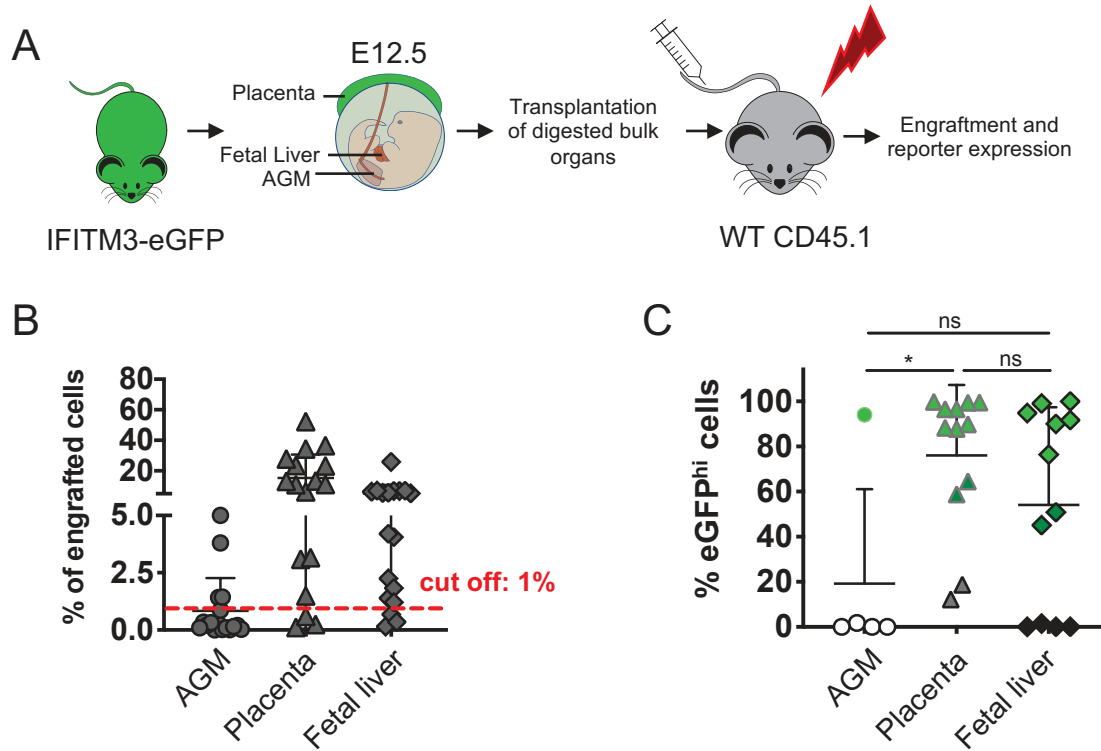 A
E12.5
Placenta
Fetal Liver
AGM
Transplantation
of digested bulk
organs
Engraftment and
reporter expression
IFITM3-eGFP
WT CD45.1
B
% of engrafted cells
80
60
40
20
5.0
2.5
0.0
cut off: 1%
AGM
Placenta
Fetal liver
C
ns
*
ns
% eGFPhi cells
100
80
60
40
20
0
AGM
Placenta
Fetal liver